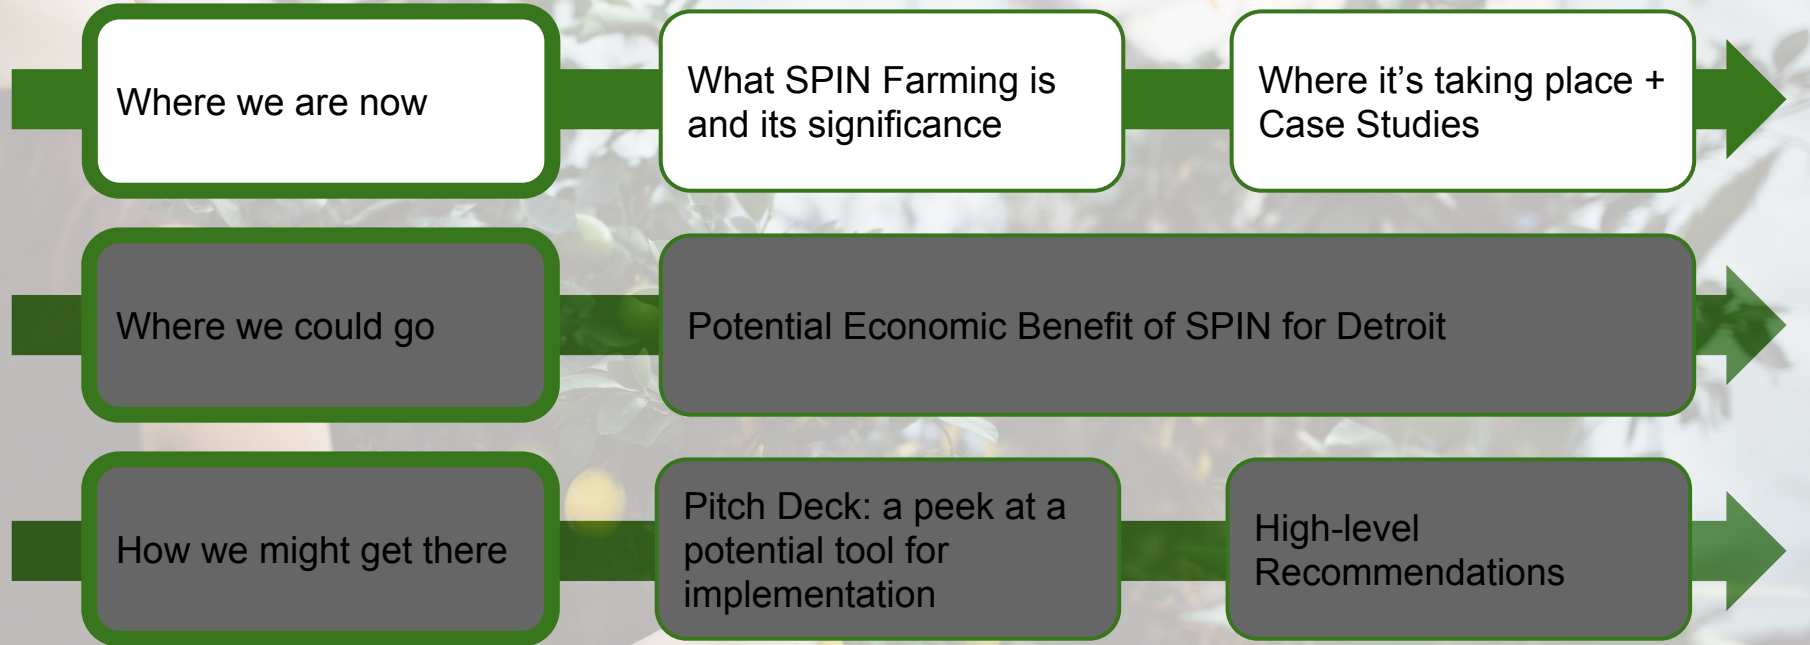 Where we are now
What SPIN Farming is
and its significance
Where it’s taking place +
Case Studies
Where we could go
Potential Economic Benefit of SPIN for Detroit
How we might get there
Pitch Deck: a peek at a
potential tool for
implementation
High-level
Recommendations